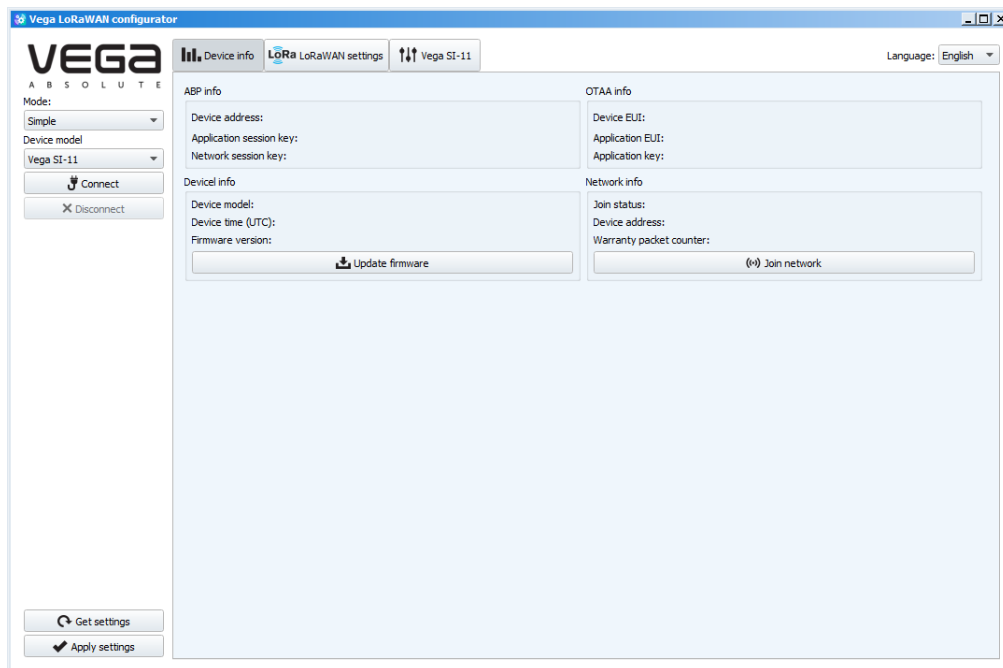 Vega LoRaWAN configurator
VEGA
ABSOLUTE
Mode:
Simple
Device model
Vega SI-11
Connect
Disconnect
Get settings
Apply settings
Device info
LoRa LoRaWAN settings
Vega SI-11
Language: English
ABP info
Device address:
Application session key:
Network session key:
OTAA info
Device EUI:
Application EUI:
Application key:
Devicel info
Device model:
Device time (UTC):
Firmware version:
Update firmware
Network info
Join status:
Device address:
Warranty packet counter:
Join network